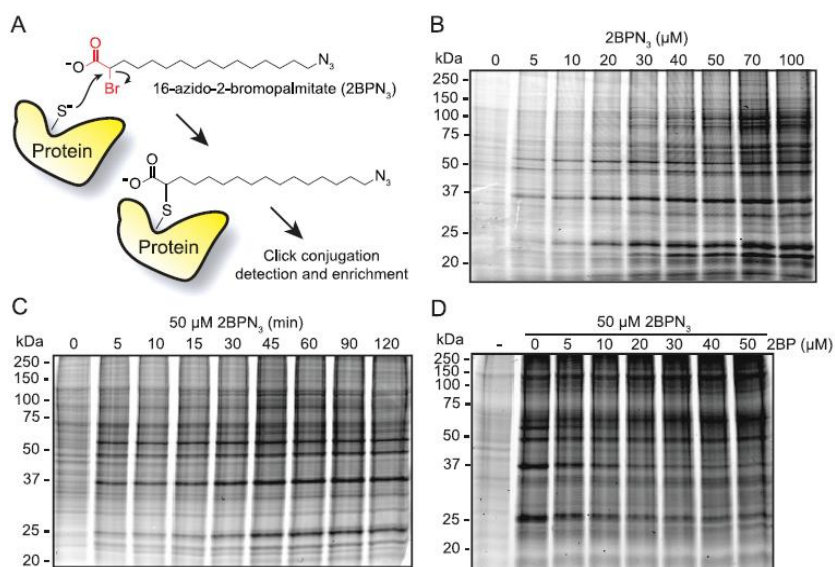 A
O
-O
Br
N3
16-azido-2-bromopalmitate (2BPN3)
S-
Protein
O
-O
N3
S
Protein
Click conjugation
detection and enrichment
B
2BPN3 (μM)
kDa 0 5 10 20 30 40 50 70 100
250
150
100
75
50
37
25
20
C
50 μM 2BPN3 (min)
kDa 0 5 10 15 30 45 60 90 120
250
150
100
75
50
37
25
20
D
50 μM 2BPN3
kDa - 0 5 10 20 30 40 50 2BP (μM)
250
150
100
75
50
37
25
20